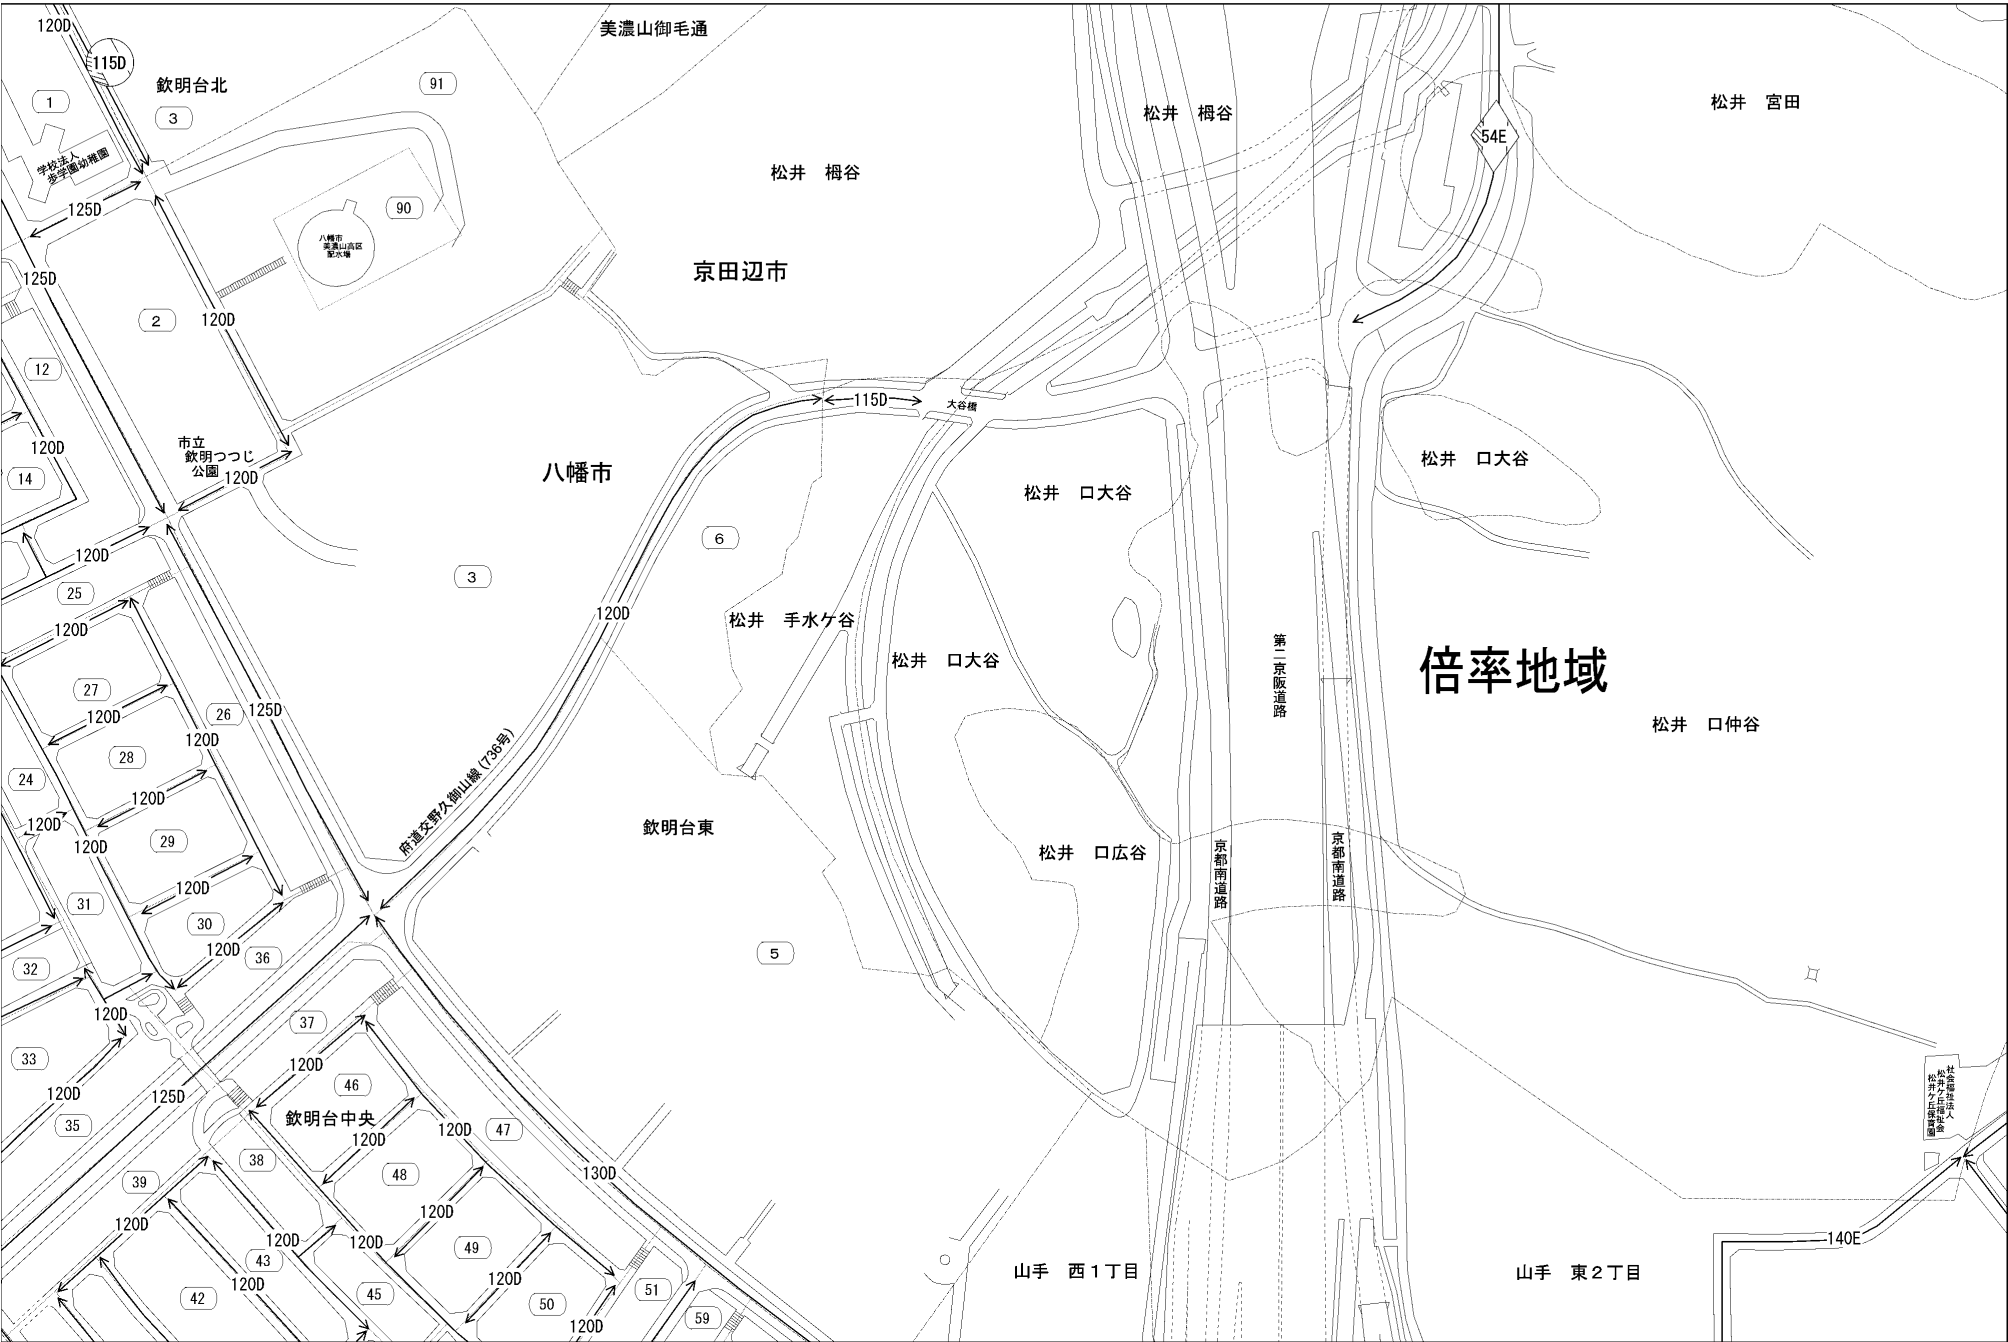 120D
美濃山御毛通
115D
欽明台北
91
1
3
松井　宮田
松井　栂谷
54E
学校法人
歩学園幼稚園
松井　栂谷
125D
90
八幡市
美濃山高区
配水場
京田辺市
125D
2
120D
12
115D
大谷橋
120D
市立
欽明つつじ
公園
14
120D
八幡市
松井　口大谷
松井　口大谷
6
120D
3
25
120D
120D
松井　手水ケ谷
松井　口大谷
第二京阪道路
倍率地域
27
120D
26
125D
120D
松井　口仲谷
28
24
120D
府道交野久御山線(736号)
120D
120D
29
欽明台東
松井　口広谷
京都南道路
京都南道路
120D
31
30
120D
36
32
5
120D
37
33
120D
46
120D
125D
社会福祉法人
松井ケ丘福祉会
松井ケ丘保育園
欽明台中央
35
120D
120D
47
38
48
130D
39
120D
120D
120D
120D
49
43
120D
140E
山手　西1丁目
山手　東2丁目
42
45
120D
50
51
59
120D